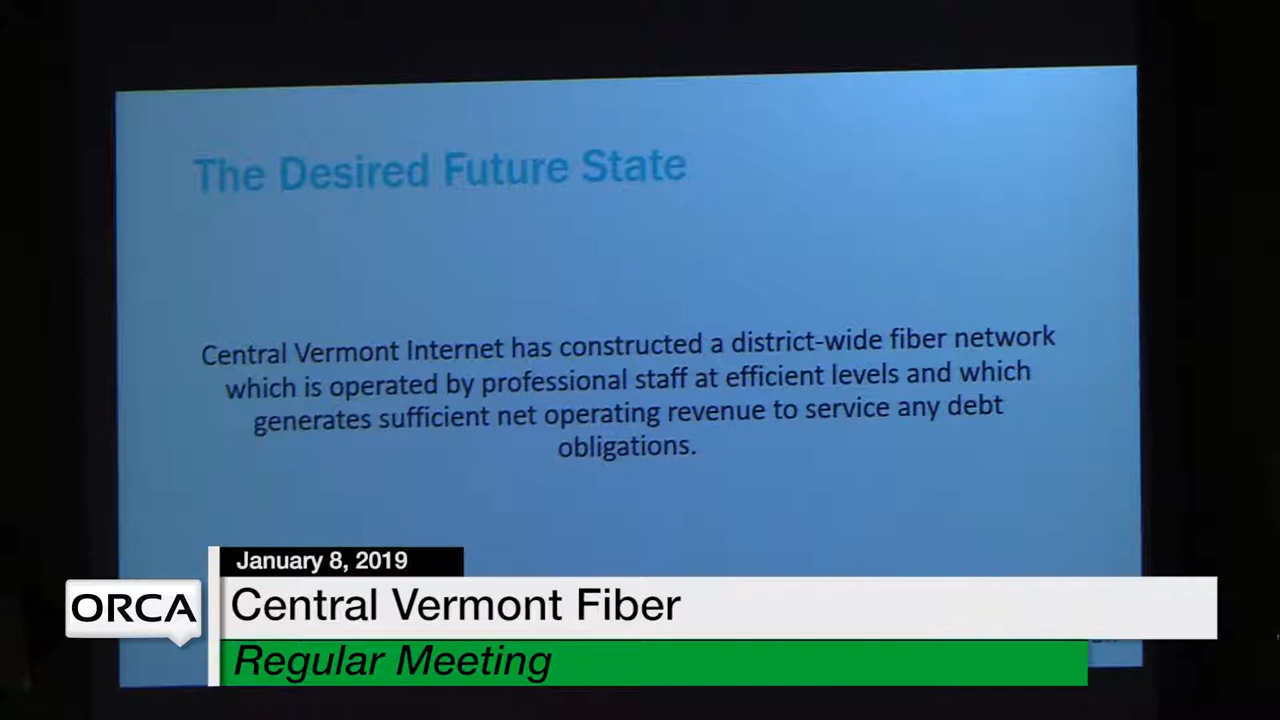 The Desired Future State
Central Vermont Internet has constructed a district-wide fiber network
which is operated by professional staff at efficient levels and which
generates sufficient net operating revenue to service any debt
obligations.
January 8, 2019
ORCA
Central Vermont Fiber
Regular Meeting